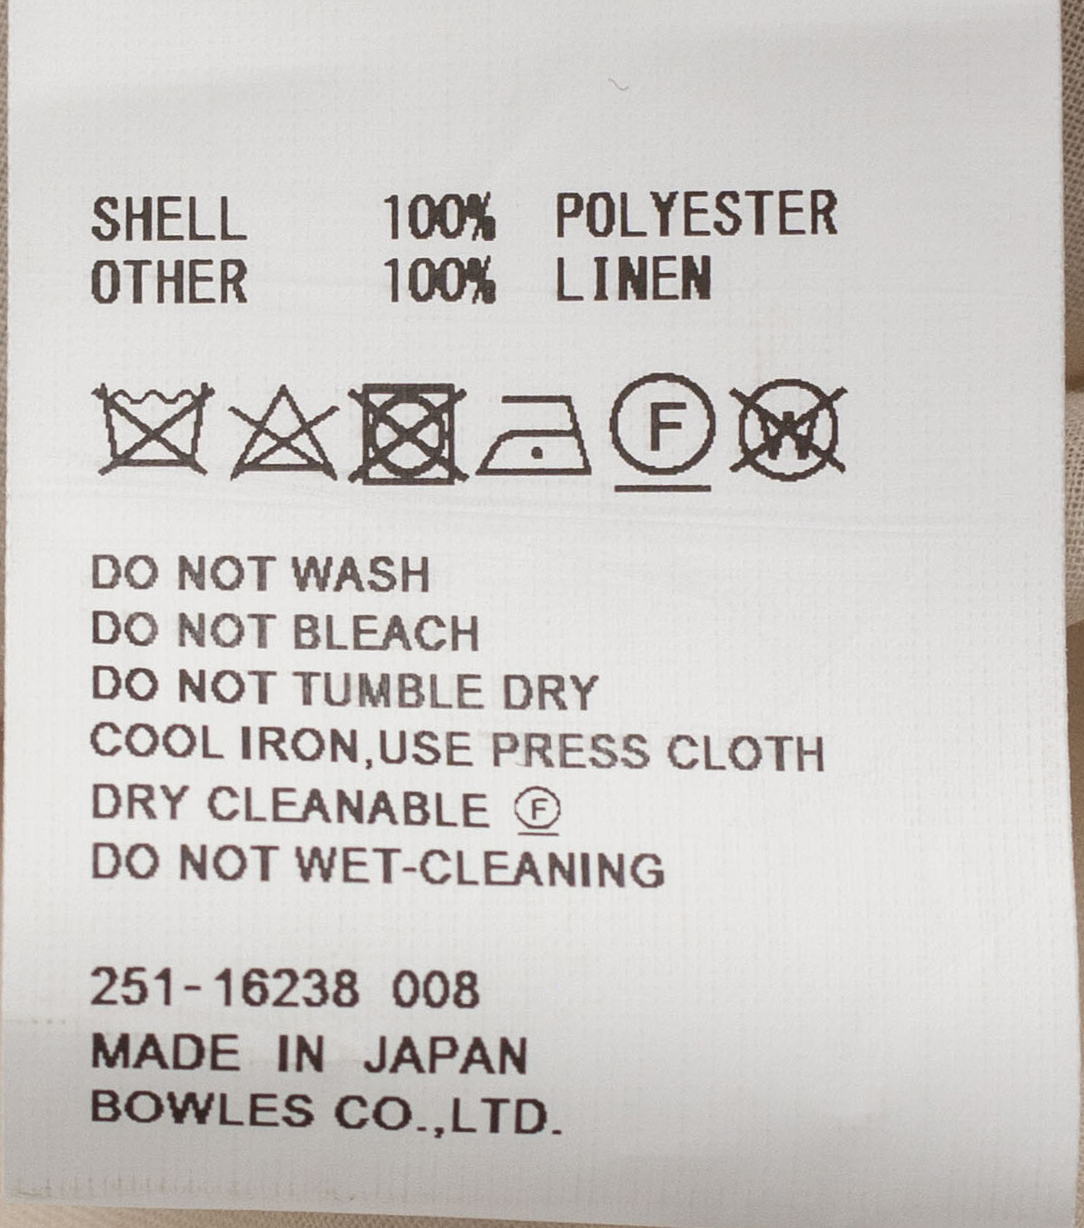 SHELL 100% POLYESTER
OTHER 100% LINEN
F W
DO NOT WASH
DO NOT BLEACH
DO NOT TUMBLE DRY
COOL IRON,USE PRESS CLOTH
DRY CLEANABLE Ⓕ
DO NOT WET-CLEANING
251-16238 008
MADE IN JAPAN
BOWLES CO.,LTD.